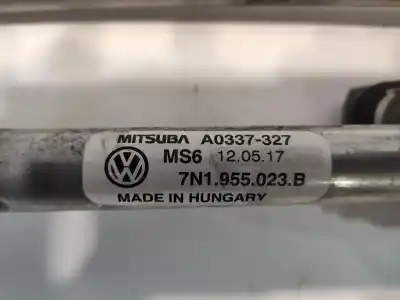 MITSUBA A0337-327
MS6 12.05.17
7N1.955.023.B
MADE IN HUNGARY